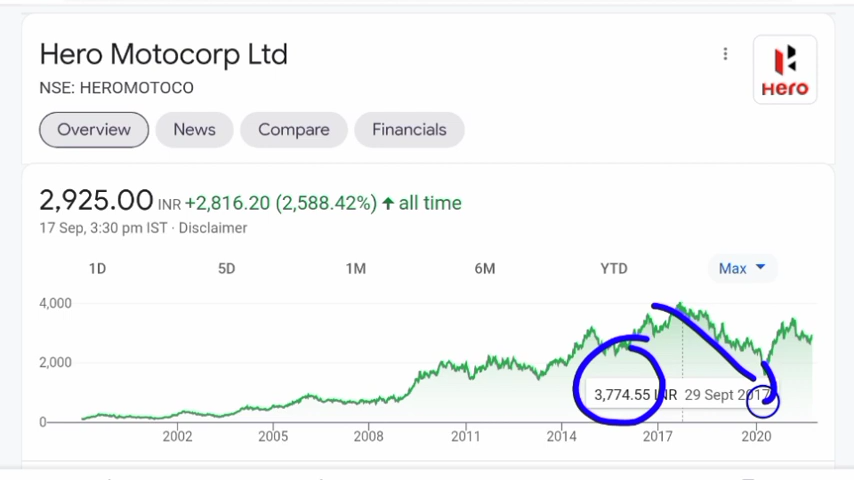 Hero Motocorp Ltd
NSE: HEROMOTOCO
Hero
Overview News Compare Financials
2,925.00 INR +2,816.20 (2,588.42%) ↑ all time
17 Sep, 3:30 pm IST · Disclaimer
1D 5D 1M 6M YTD Max
4,000
2,000
3,774.55 INR 29 Sept 2017
0
2002 2005 2008 2011 2014 2017 2020